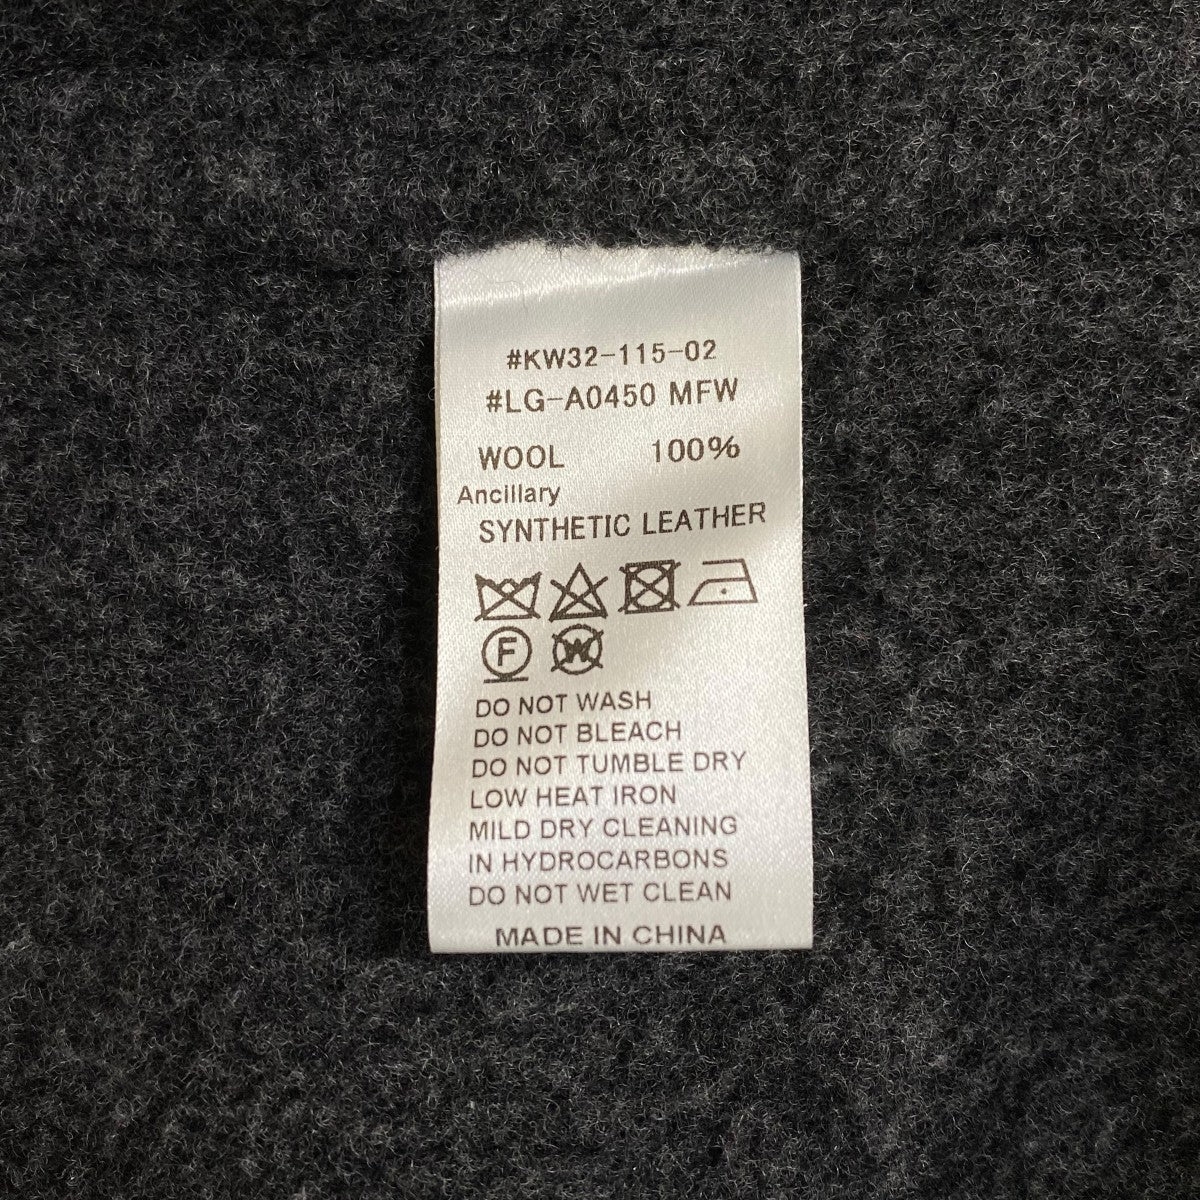 #KW32-115-02
#LG-A0450 MFW
WOOL 100%
Ancillary
SYNTHETIC LEATHER
F W
DO NOT WASH
DO NOT BLEACH
DO NOT TUMBLE DRY
LOW HEAT IRON
MILD DRY CLEANING
IN HYDROCARBONS
DO NOT WET CLEAN
MADE IN CHINA